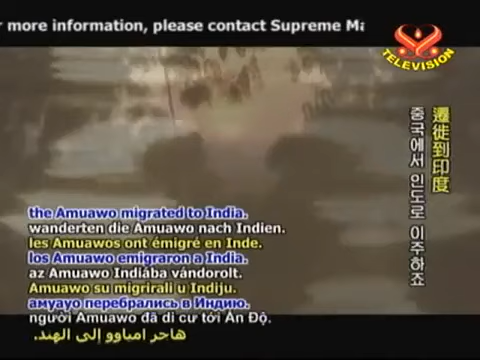 r more information, please contact Supreme Ma
TELEVISION
遷徙到印度
중국에서 인도로 이주하죠
the Amuawo migrated to India.
wanderten die Amuawo nach Indien.
les Amuawos ont émigré en Inde.
los Amuawo emigraron a India.
az Amuawo Indiába vándorolt.
Amuawo su migrirali u Indiju.
амуауо перебрались в Индию.
người Amuawo đã di cư tới Ấn Độ.
هاجر امياوو إلى الهند.